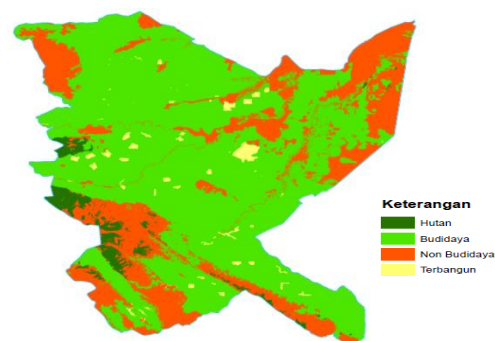 Keterangan
Hutan
Budidaya
Non Budidaya
Terbangun